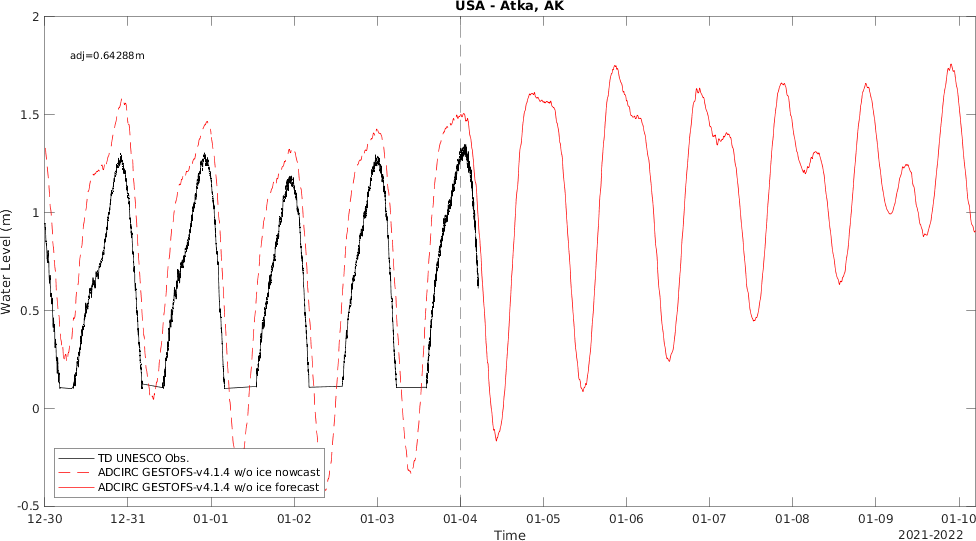 USA - Atka, AK
adj=0.64288m
2
1.5
1
0.5
0
-0.5
Water Level (m)
TD UNESCO Obs.
ADCIRC GESTOFS-v4.1.4 w/o ice nowcast
ADCIRC GESTOFS-v4.1.4 w/o ice forecast
12-30 12-31 01-01 01-02 01-03 01-04 01-05 01-06 01-07 01-08 01-09 01-10
Time
2021-2022